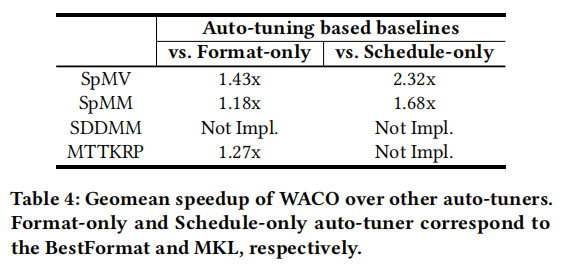 Auto-tuning based baselines
vs. Format-only vs. Schedule-only
SpMV 1.43x 2.32x
SpMM 1.18x 1.68x
SDDMM Not Impl. Not Impl.
MTTKRP 1.27x Not Impl.
Table 4: Geomean speedup of WACO over other auto-tuners.
Format-only and Schedule-only auto-tuner correspond to
the BestFormat and MKL, respectively.